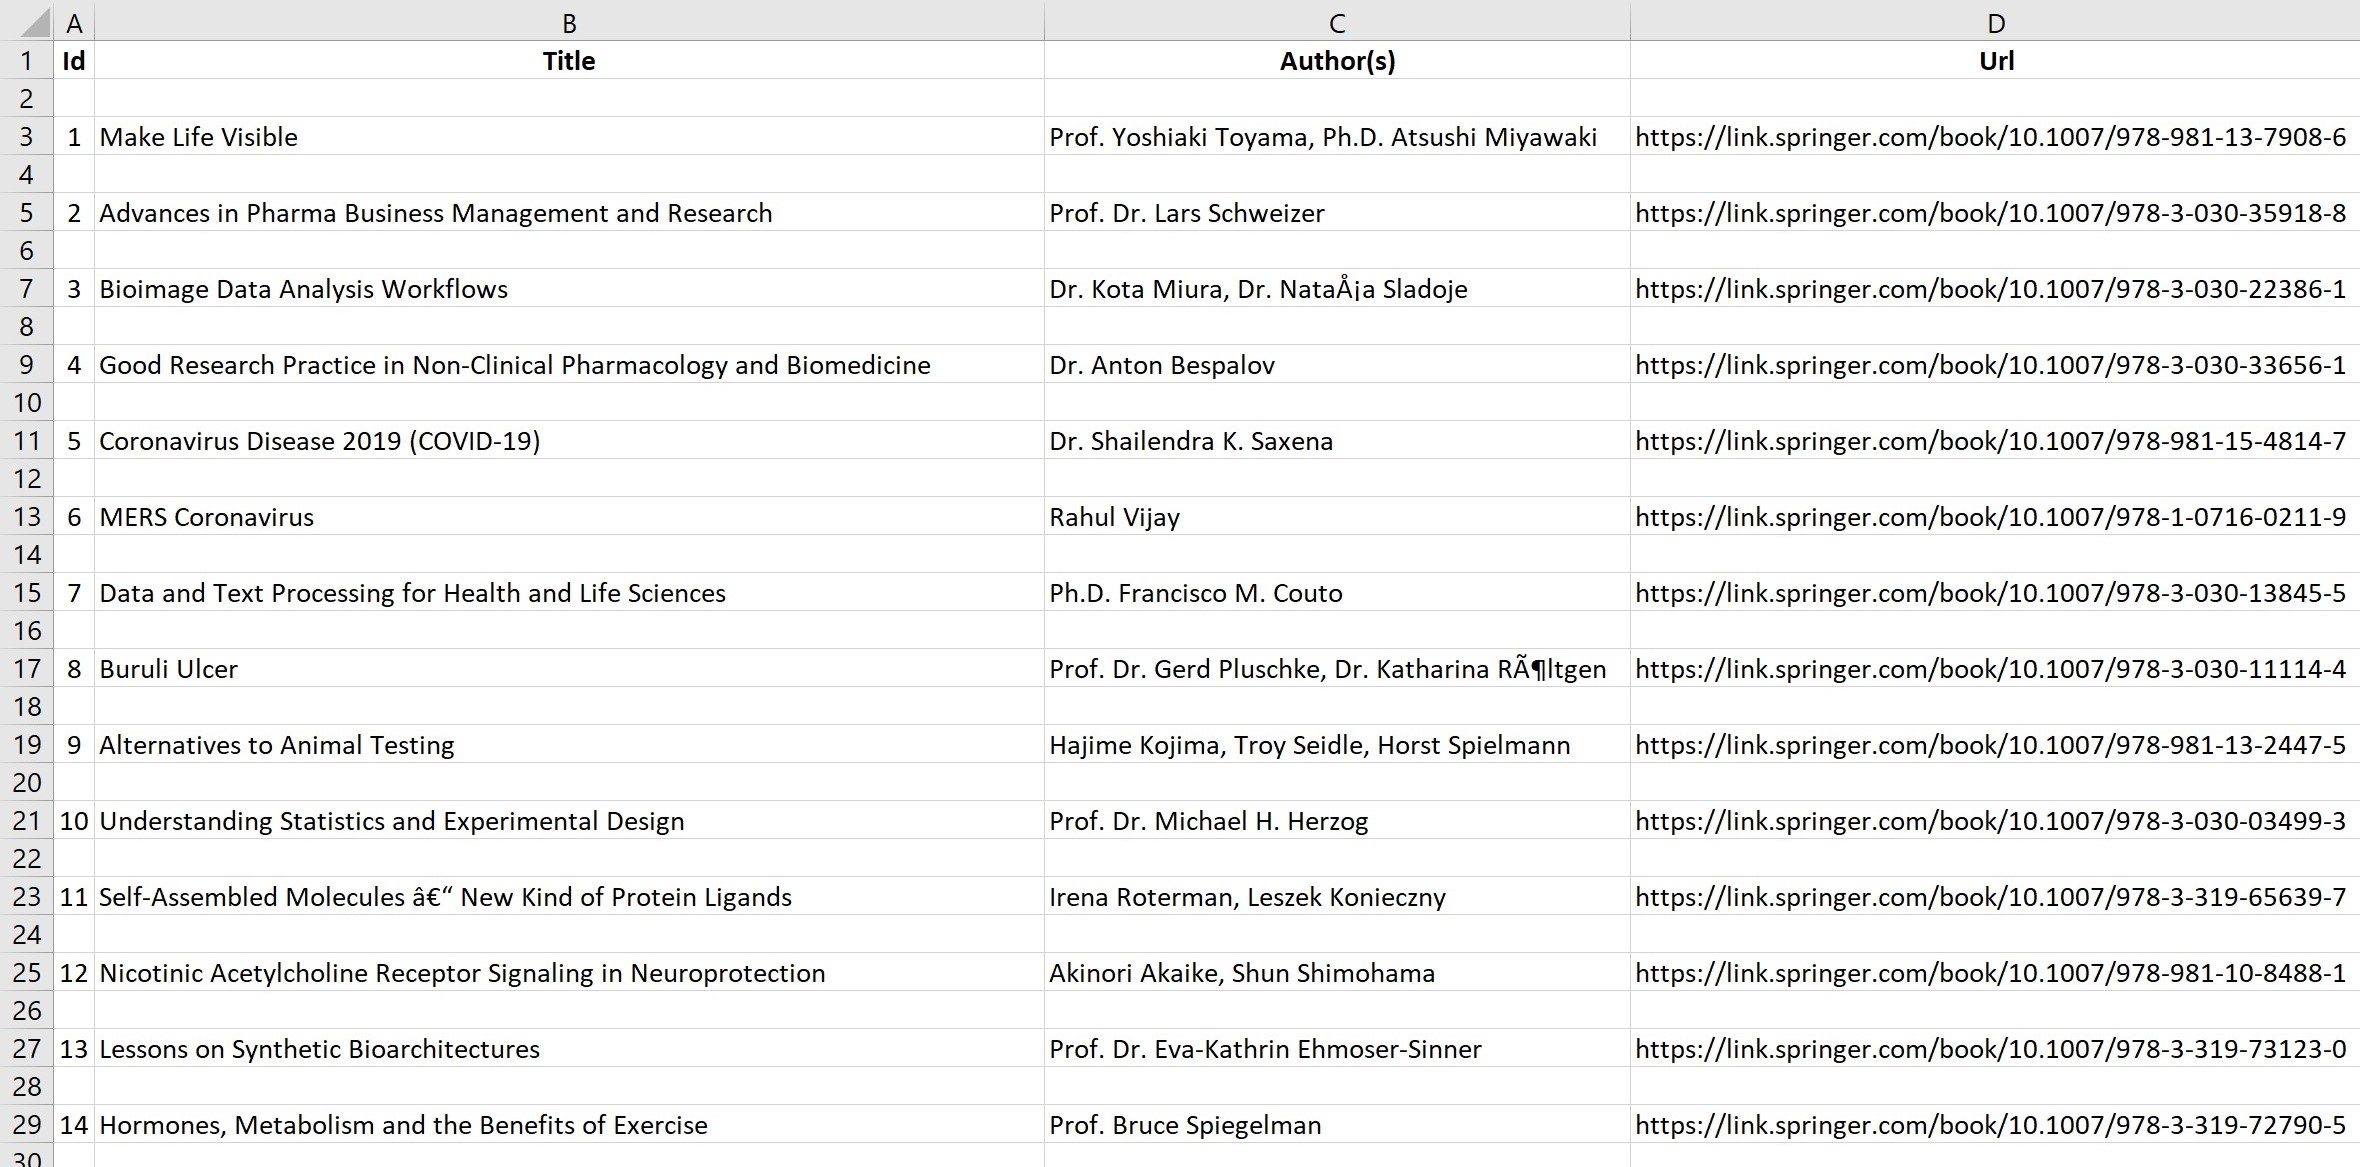 A B C D
1 Id Title Author(s) Url
2
3 1 Make Life Visible Prof. Yoshiaki Toyama, Ph.D. Atsushi Miyawaki https://link.springer.com/book/10.1007/978-981-13-7908-6
4
5 2 Advances in Pharma Business Management and Research Prof. Dr. Lars Schweizer https://link.springer.com/book/10.1007/978-3-030-35918-8
6
7 3 Bioimage Data Analysis Workflows Dr. Kota Miura, Dr. NataÅ¡a Sladoje https://link.springer.com/book/10.1007/978-3-030-22386-1
8
9 4 Good Research Practice in Non-Clinical Pharmacology and Biomedicine Dr. Anton Bespalov https://link.springer.com/book/10.1007/978-3-030-33656-1
10
11 5 Coronavirus Disease 2019 (COVID-19) Dr. Shailendra K. Saxena https://link.springer.com/book/10.1007/978-981-15-4814-7
12
13 6 MERS Coronavirus Rahul Vijay https://link.springer.com/book/10.1007/978-1-0716-0211-9
14
15 7 Data and Text Processing for Health and Life Sciences Ph.D. Francisco M. Couto https://link.springer.com/book/10.1007/978-3-030-13845-5
16
17 8 Buruli Ulcer Prof. Dr. Gerd Pluschke, Dr. Katharina RÃ¶ltgen https://link.springer.com/book/10.1007/978-3-030-11114-4
18
19 9 Alternatives to Animal Testing Hajime Kojima, Troy Seidle, Horst Spielmann https://link.springer.com/book/10.1007/978-981-13-2447-5
20
21 10 Understanding Statistics and Experimental Design Prof. Dr. Michael H. Herzog https://link.springer.com/book/10.1007/978-3-030-03499-3
22
23 11 Self-Assembled Molecules â€“ New Kind of Protein Ligands Irena Roterman, Leszek Konieczny https://link.springer.com/book/10.1007/978-3-319-65639-7
24
25 12 Nicotinic Acetylcholine Receptor Signaling in Neuroprotection Akinori Akaike, Shun Shimohama https://link.springer.com/book/10.1007/978-981-10-8488-1
26
27 13 Lessons on Synthetic Bioarchitectures Prof. Dr. Eva-Kathrin Ehmoser-Sinner https://link.springer.com/book/10.1007/978-3-319-73123-0
28
29 14 Hormones, Metabolism and the Benefits of Exercise Prof. Bruce Spiegelman https://link.springer.com/book/10.1007/978-3-319-72790-5
30